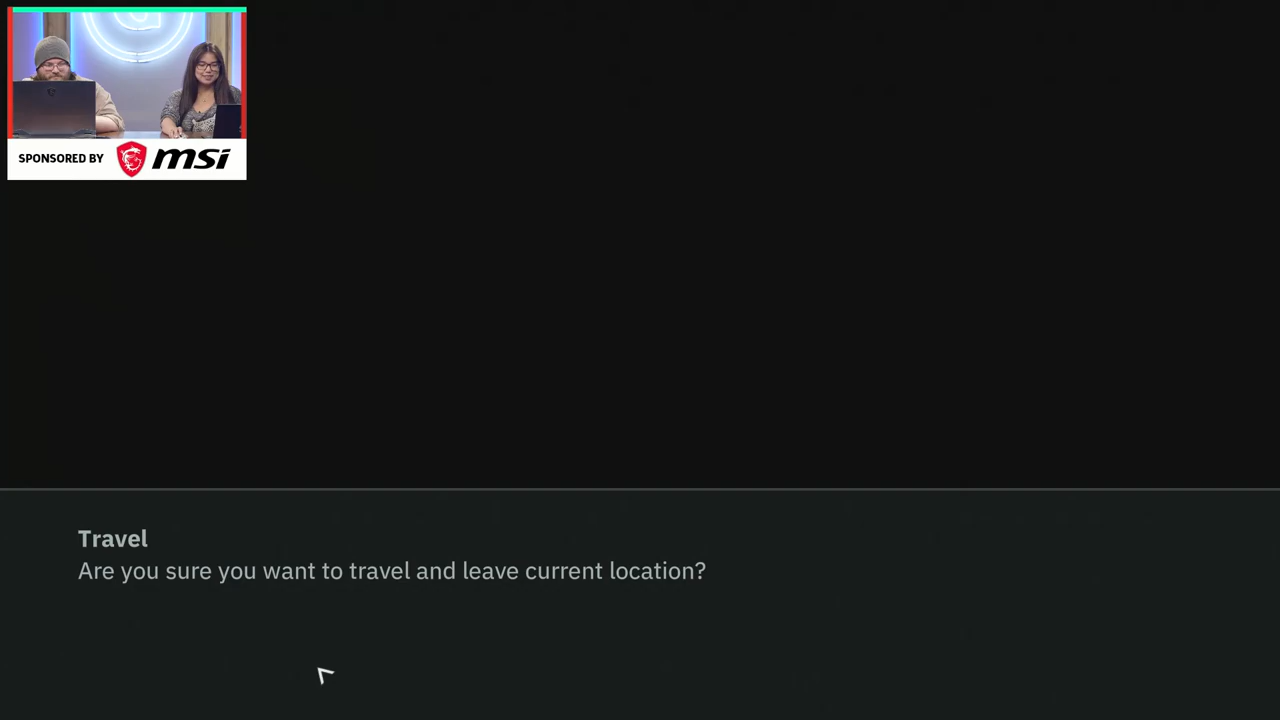 SPONSORED BY msi
Travel
Are you sure you want to travel and leave current location?